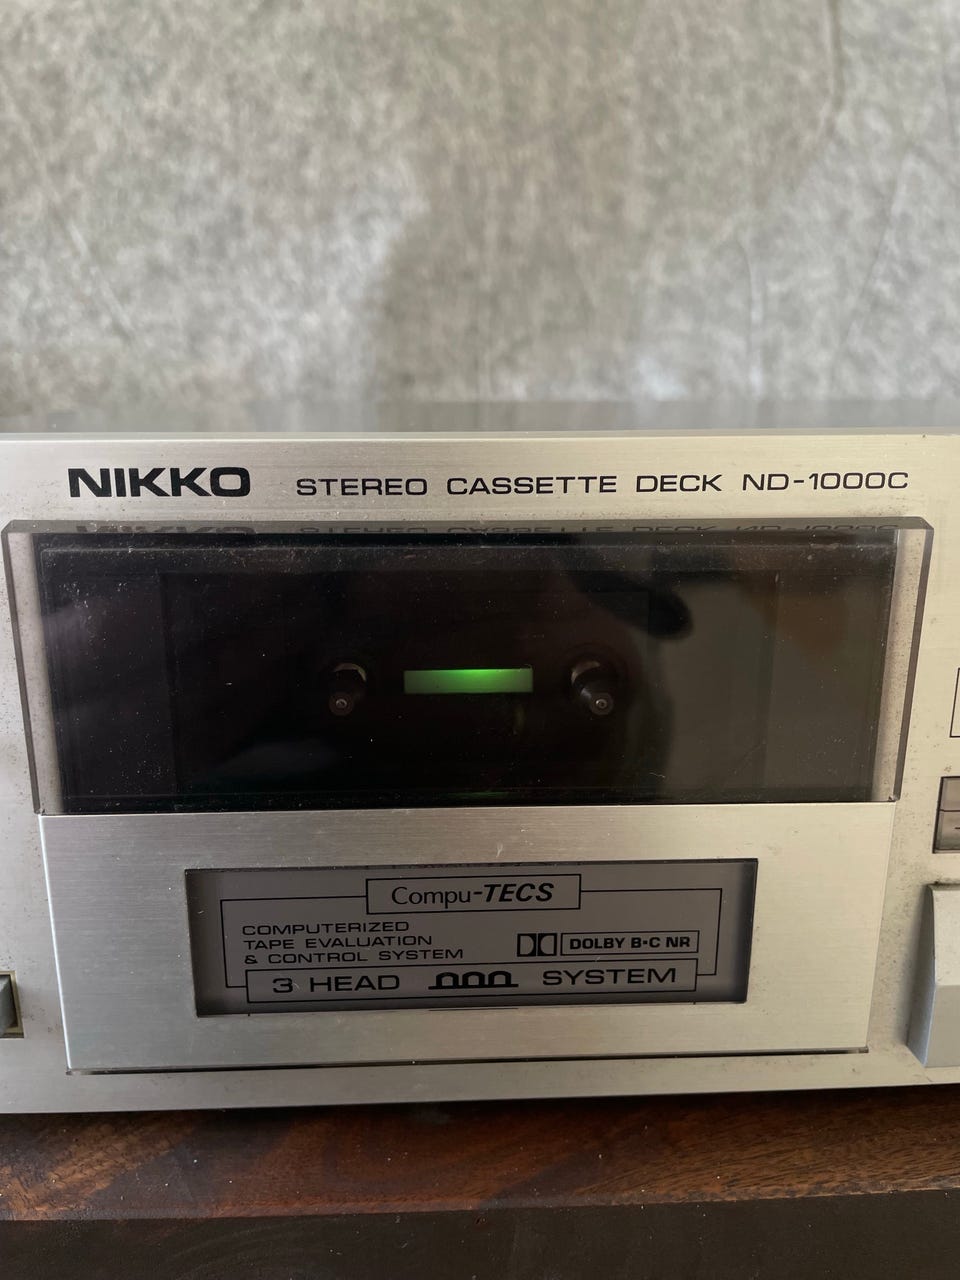 NIKKO STEREO CASSETTE DECK ND-1000C
Compu-TECS
COMPUTERIZED
TAPE EVALUATION
& CONTROL SYSTEM
DOLBY B·C NR
3 HEAD SYSTEM